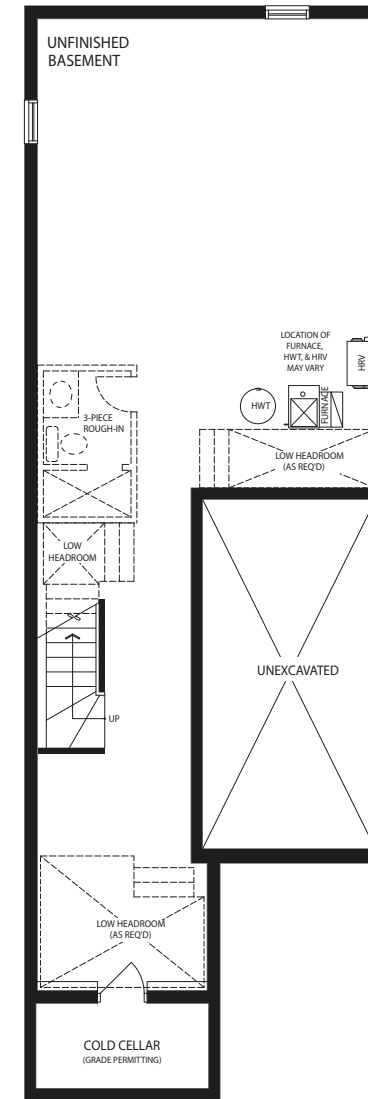 UNFINISHED
BASEMENT
LOCATION OF
FURNACE,
HWT, & HRV
MAY VARY
HRV
HWT
FURNACE
3-PIECE
ROUGH-IN
LOW HEADROOM
(AS REQ'D)
LOW
HEADROOM
UNEXCAVATED
UP
LOW HEADROOM
(AS REQ'D)
COLD CELLAR
(GRADE PERMITTING)